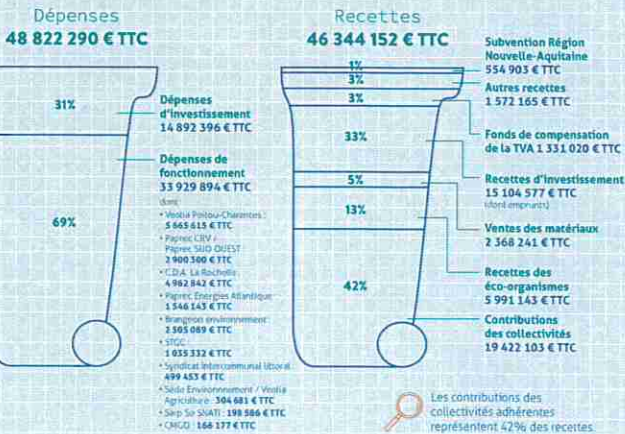 Dépenses
48 822 290 € TTC
31%
69%
Dépenses
d'investissement
14 892 396 € TTC
Dépenses de
fonctionnement
33 929 894 € TTC
dont
• Veolia Poitou-Charentes :
5 665 615 € TTC
• Paprec CRV /
Paprec SUD OUEST :
2 900 300 € TTC
• C.D.A. La Rochelle :
4 962 842 € TTC
• Paprec Energies Atlantique
1 546 143 € TTC
• Brangeon environnement :
2 505 089 € TTC
• STGC :
1 035 332 € TTC
• Syndicat intercommunal littoral
499 453 € TTC
• Sede Environnement / Veolia
Agriculture : 304 681 € TTC
• 198 586 € TTC
• 166 177 € TTC
Recettes
46 344 152 € TTC
1%
3%
3%
33%
5%
13%
42%
Subvention Région
Nouvelle-Aquitaine
554 903 € TTC
Autres recettes
1 572 165 € TTC
Fonds de compensation
de la TVA 1 331 020 € TTC
Recettes d'investissement
15 104 577 € TTC
(dont emprunts)
Ventes des matériaux
2 368 241 € TTC
Recettes des
éco-organismes
5 991 143 € TTC
Contributions
des collectivités
19 422 103 € TTC
Les contributions des
collectivités adhérentes
représentent 42% des recettes